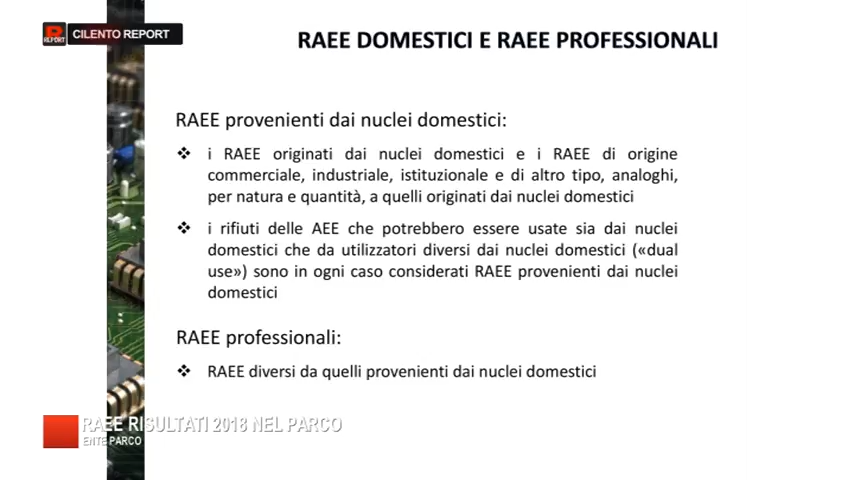 REPORT
CILENTO REPORT
RAEE DOMESTICI E RAEE PROFESSIONALI
RAEE provenienti dai nuclei domestici:
❖ i RAEE originati dai nuclei domestici e i RAEE di origine
commerciale, industriale, istituzionale e di altro tipo, analoghi,
per natura e quantità, a quelli originati dai nuclei domestici
❖ i rifiuti delle AEE che potrebbero essere usate sia dai nuclei
domestici che da utilizzatori diversi dai nuclei domestici («dual
use») sono in ogni caso considerati RAEE provenienti dai nuclei
domestici
RAEE professionali:
❖ RAEE diversi da quelli provenienti dai nuclei domestici
RAEE RISULTATI 2018 NEL PARCO
ENTE PARCO